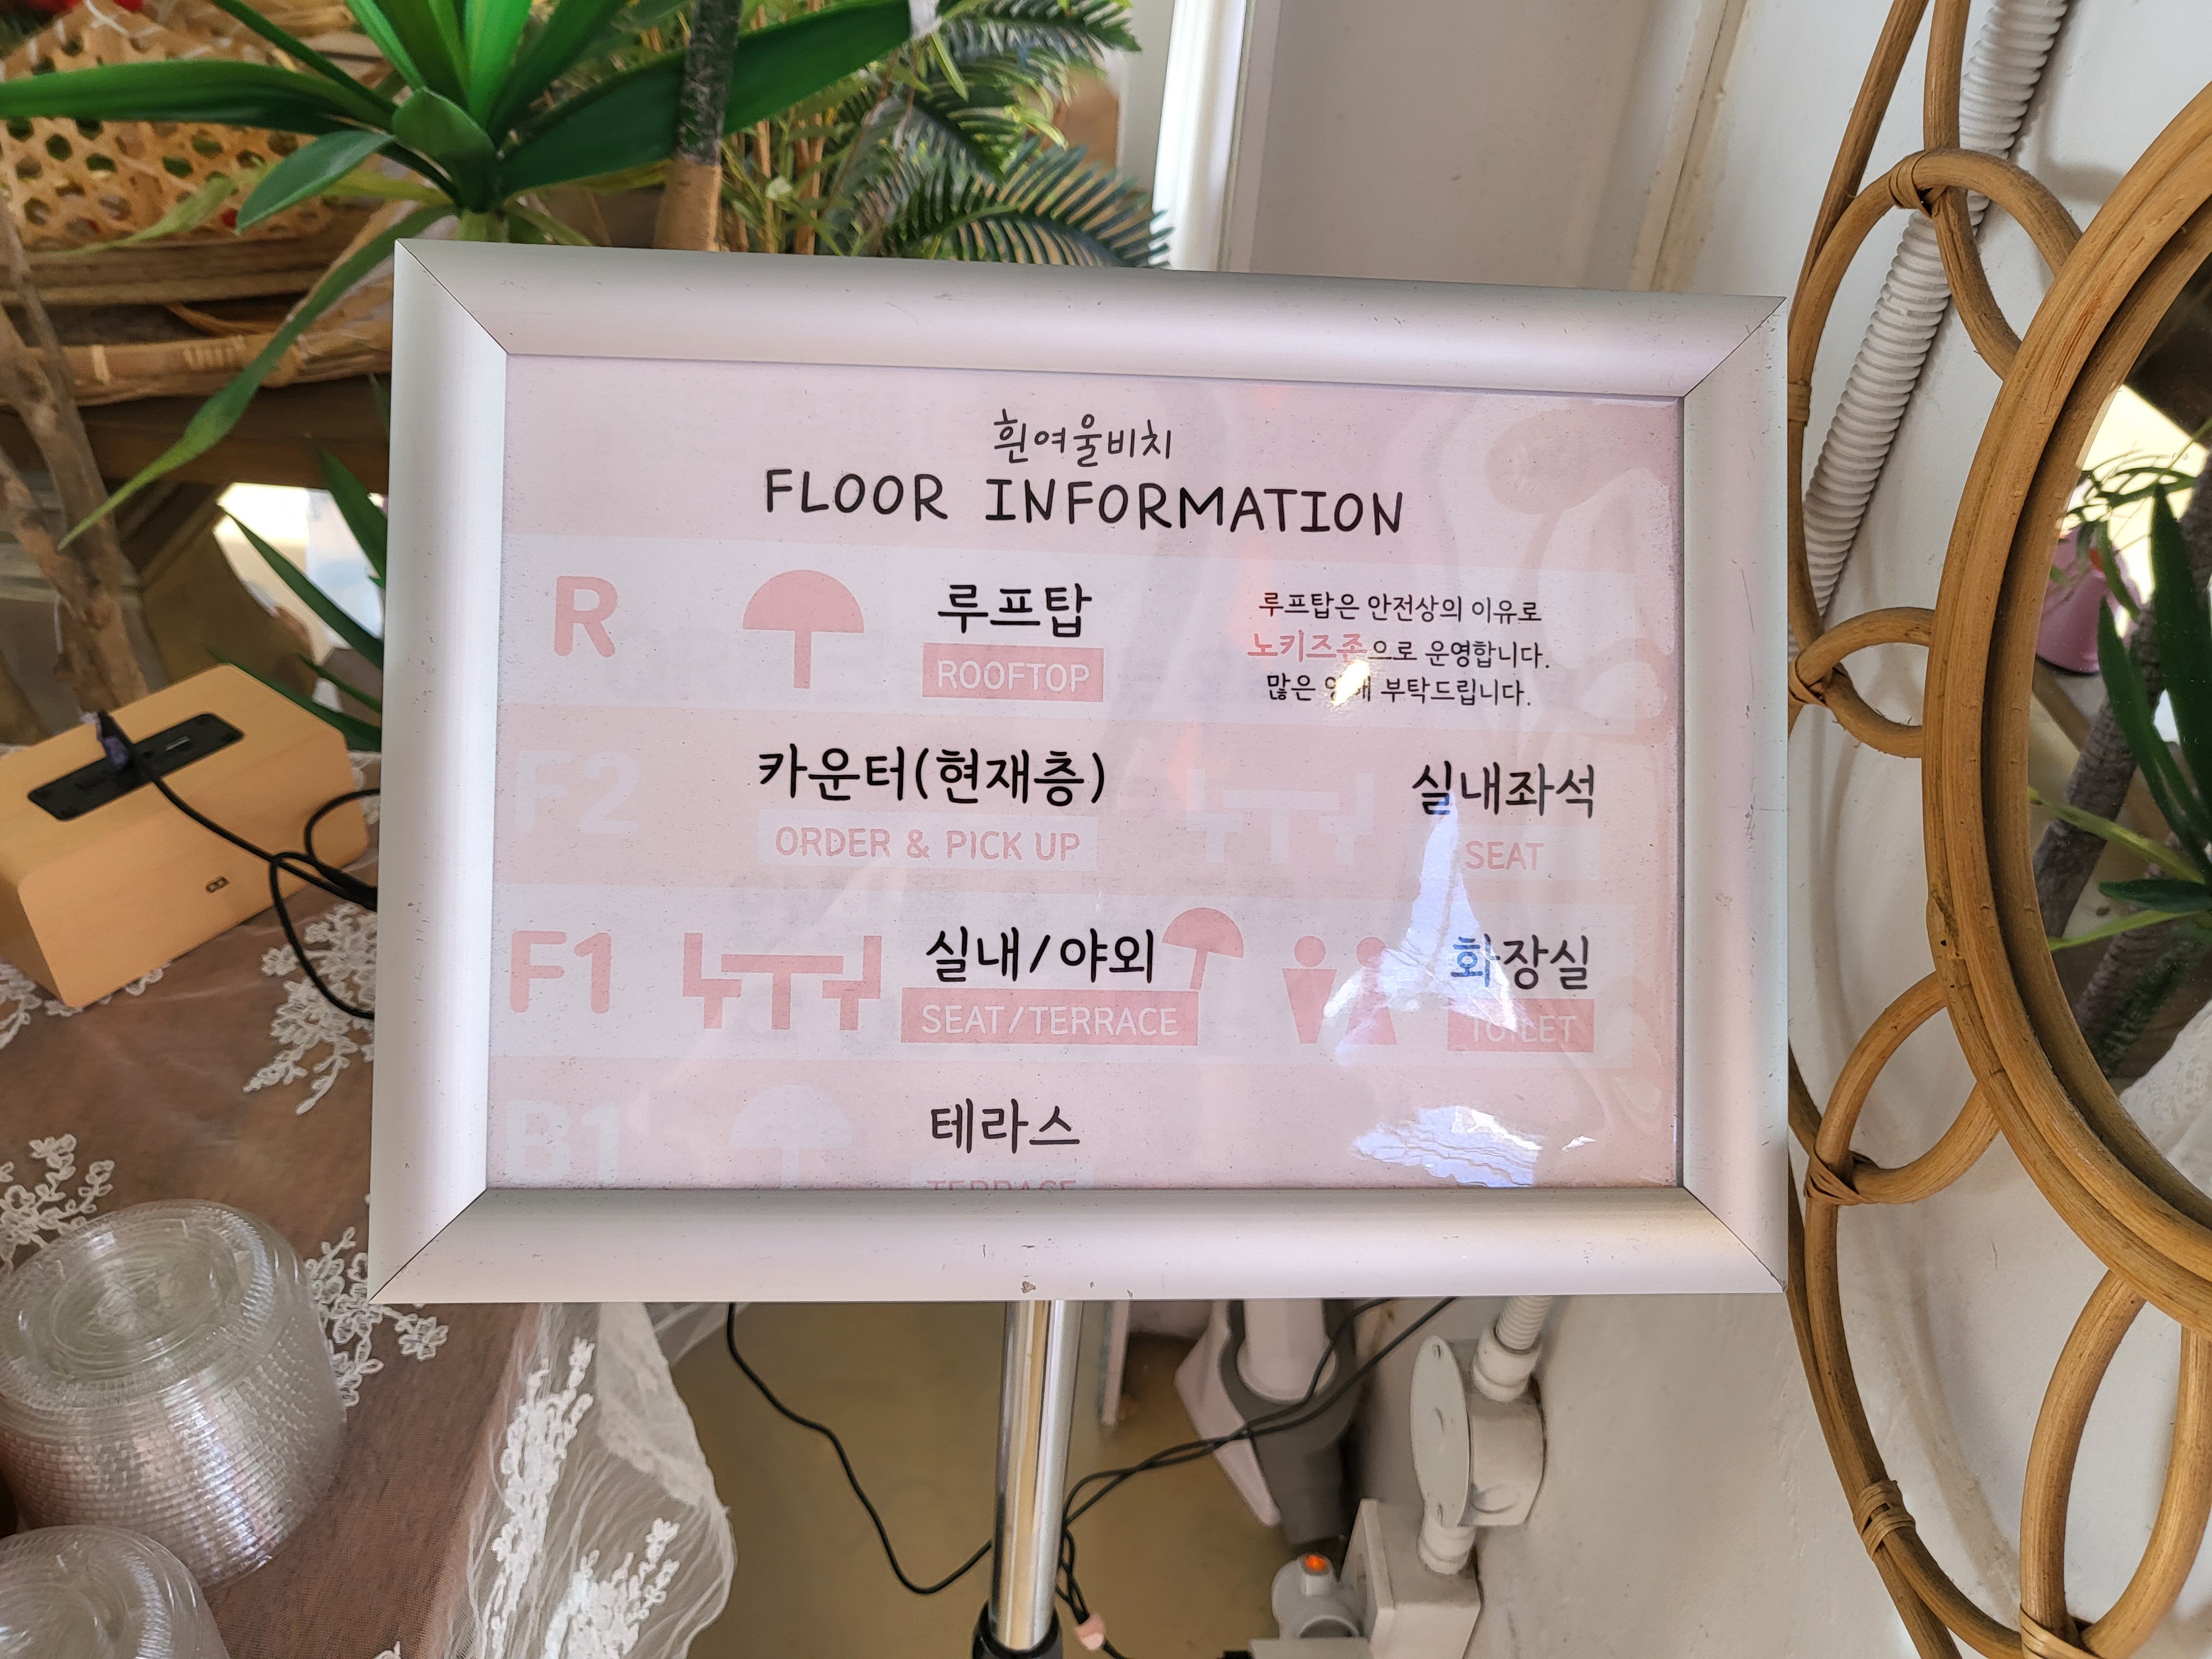 흰여울비치
FLOOR INFORMATION
R
루프탑
ROOFTOP
루프탑은 안전상의 이유로
노키즈존으로 운영합니다.
많은 부탁드립니다.
F2
카운터(현재층)
ORDER & PICK UP
실내좌석
SEAT
F1
실내/야외
SEAT/TERRACE
화장실
TOILET
B1
테라스
TERRACE